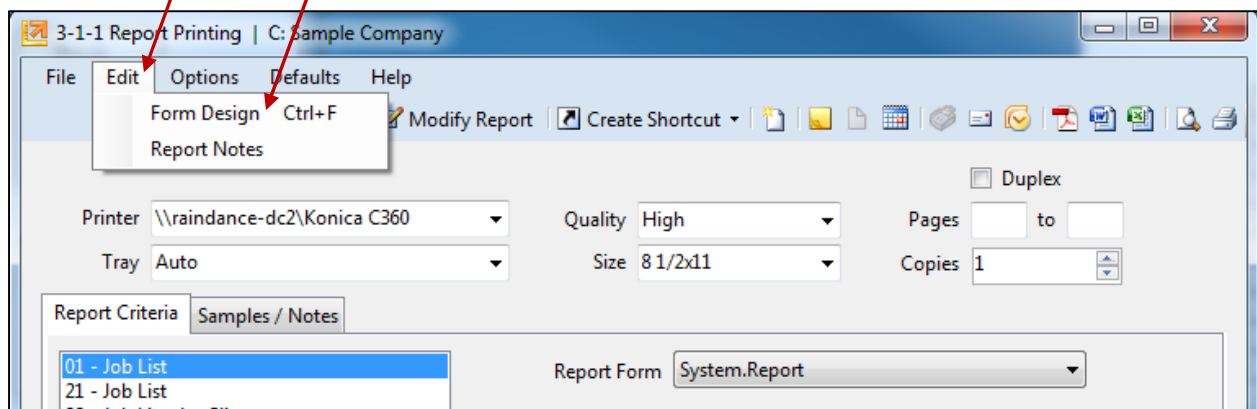 3-1-1 Report Printing | C: Sample Company
File Edit Options Defaults Help
Form Design Ctrl+F
Modify Report Create Shortcut
Report Notes
Duplex
Printer \\raindance-dc2\Konica C360 Quality High Pages to
Tray Auto Size 8 1/2x11 Copies 1
Report Criteria Samples / Notes
01 - Job List Report Form System.Report
21 - Job List